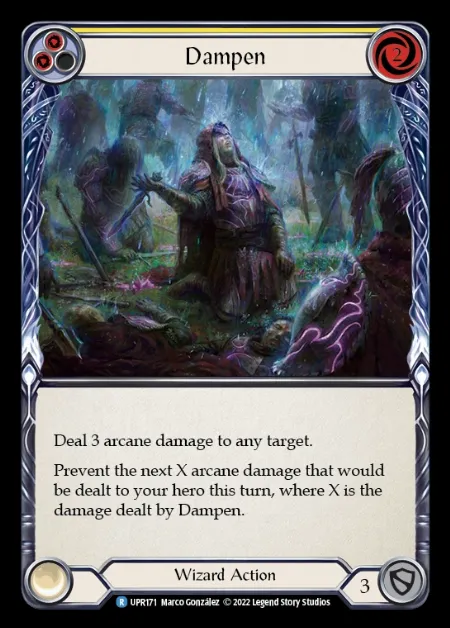 Dampen
2
Deal 3 arcane damage to any target.
Prevent the next X arcane damage that would
be dealt to your hero this turn, where X is the
damage dealt by Dampen.
Wizard Action
3
R UPR171 Marco González © 2022 Legend Story Studios